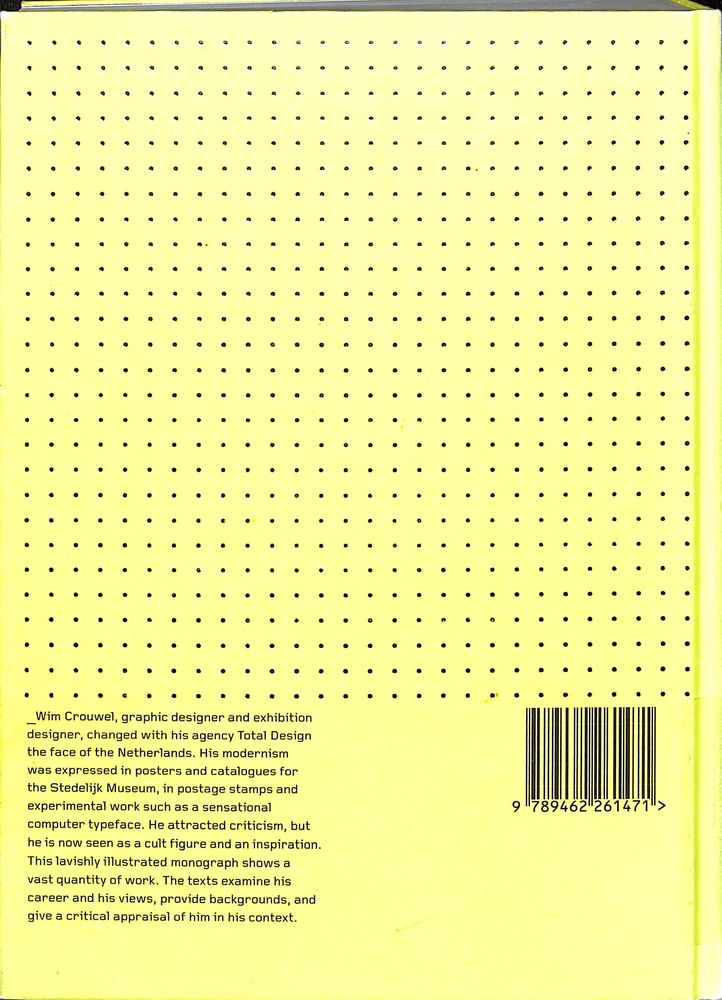 _Wim Crouwel, graphic designer and exhibition
designer, changed with his agency Total Design
the face of the Netherlands. His modernism
was expressed in posters and catalogues for
the Stedelijk Museum, in postage stamps and
experimental work such as a sensational
computer typeface. He attracted criticism, but
he is now seen as a cult figure and an inspiration.
This lavishly illustrated monograph shows a
vast quantity of work. The texts examine his
career and his views, provide backgrounds, and
give a critical appraisal of him in his context.
9 789462 261471 >